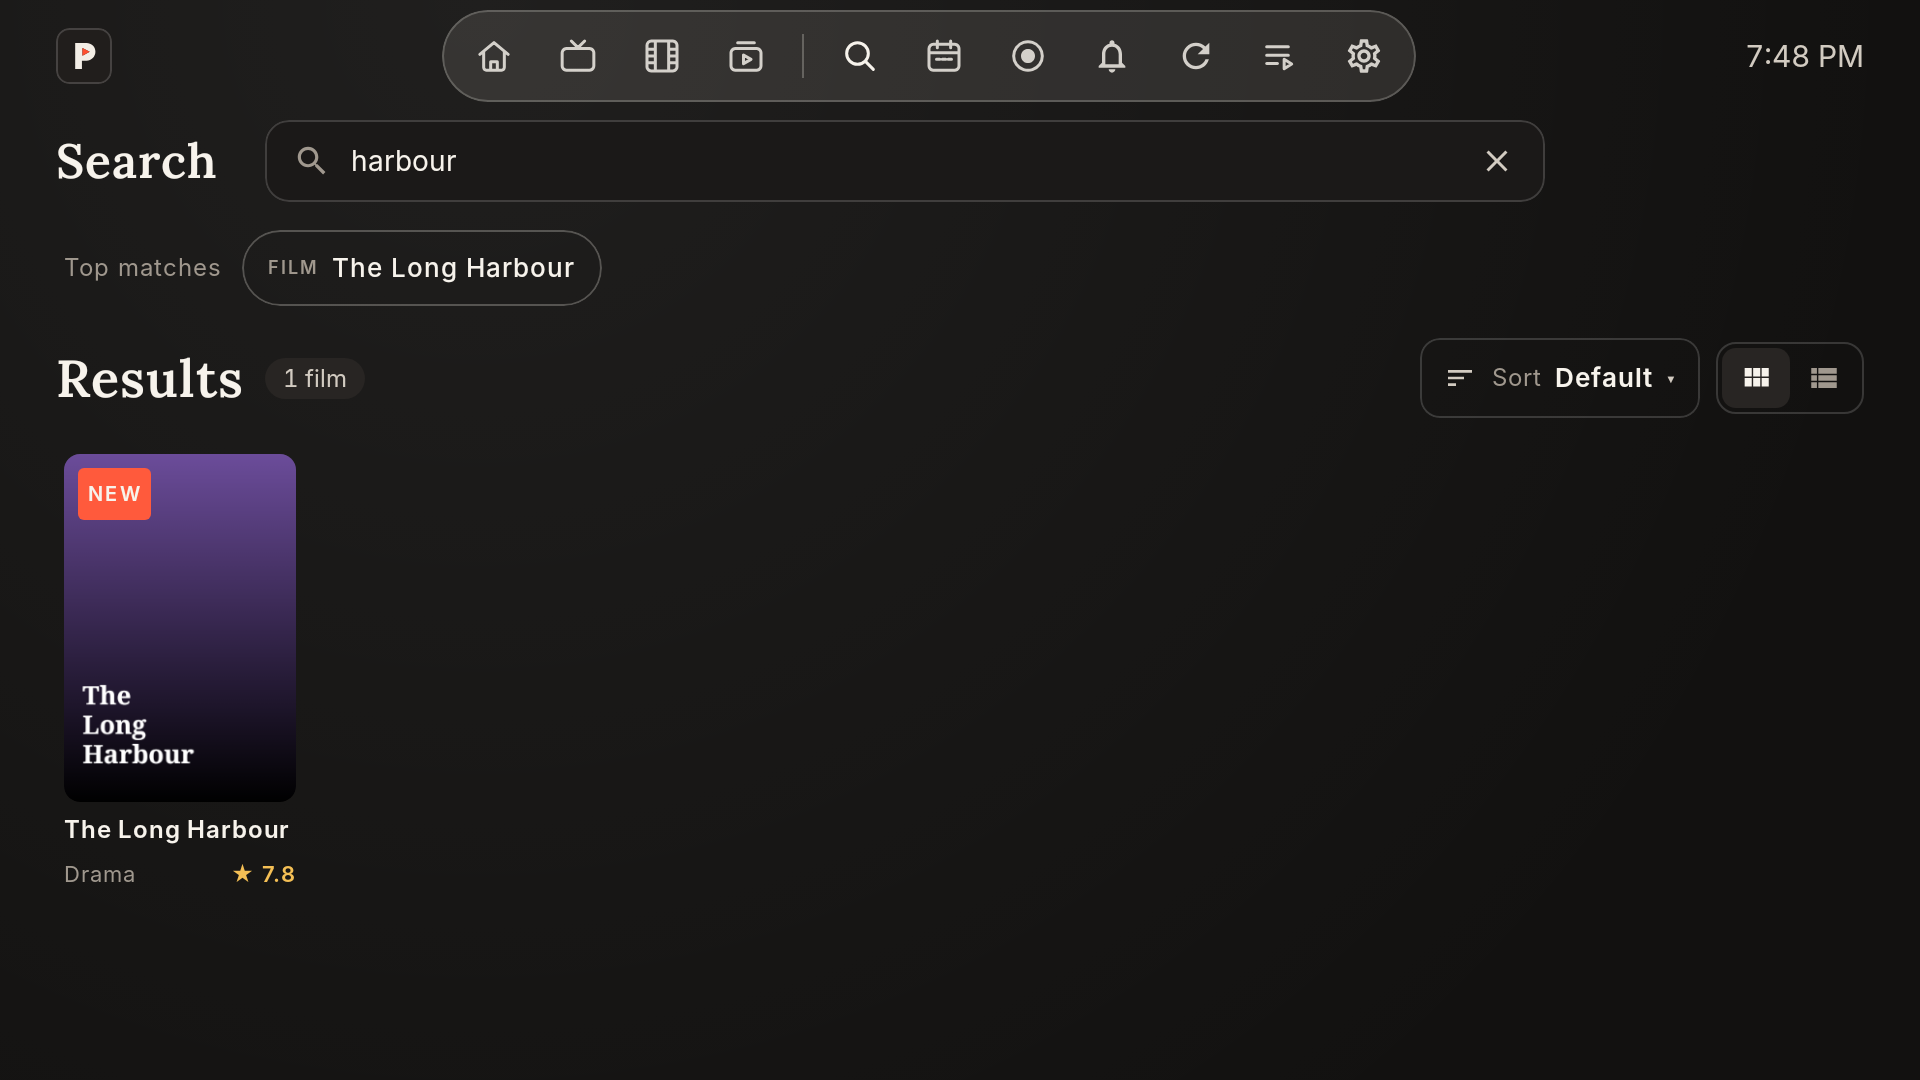 7:48 PM
Search
harbour
Top matches
FILM The Long Harbour
Results
1 film
Sort Default
NEW
The
Long
Harbour
The Long Harbour
Drama
★ 7.8